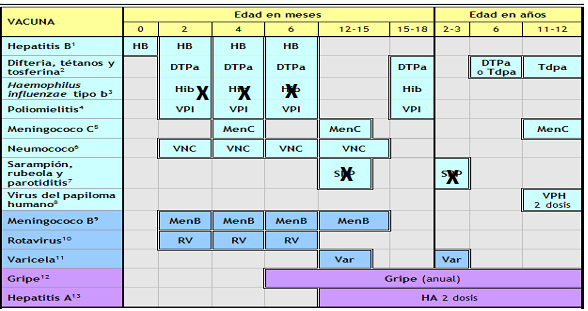 VACUNA Edad en meses Edad en años
0 2 4 6 12-15 15-18 2-3 6 11-12
Hepatitis B¹ HB HB HB HB
Difteria, tétanos y DTPa DTPa DTPa DTPa DTPa Tdpa
tosferina² o Tdpa
Haemophilus Hib Hib
influenzae tipo b³
Poliomielitis⁴ VPI VPI VPI VPI
Meningococo C⁵ MenC MenC MenC
Neumococo⁶ VNC VNC VNC VNC
Sarampión,
rubeola y
parotiditis⁷
Virus del papiloma VPH
humano⁸ 2 dosis
Meningococo B⁹ MenB MenB MenB MenB
Rotavirus¹⁰ RV RV RV
Varicela¹¹ Var Var
Gripe¹² Gripe (anual)
Hepatitis A¹³ HA 2 dosis